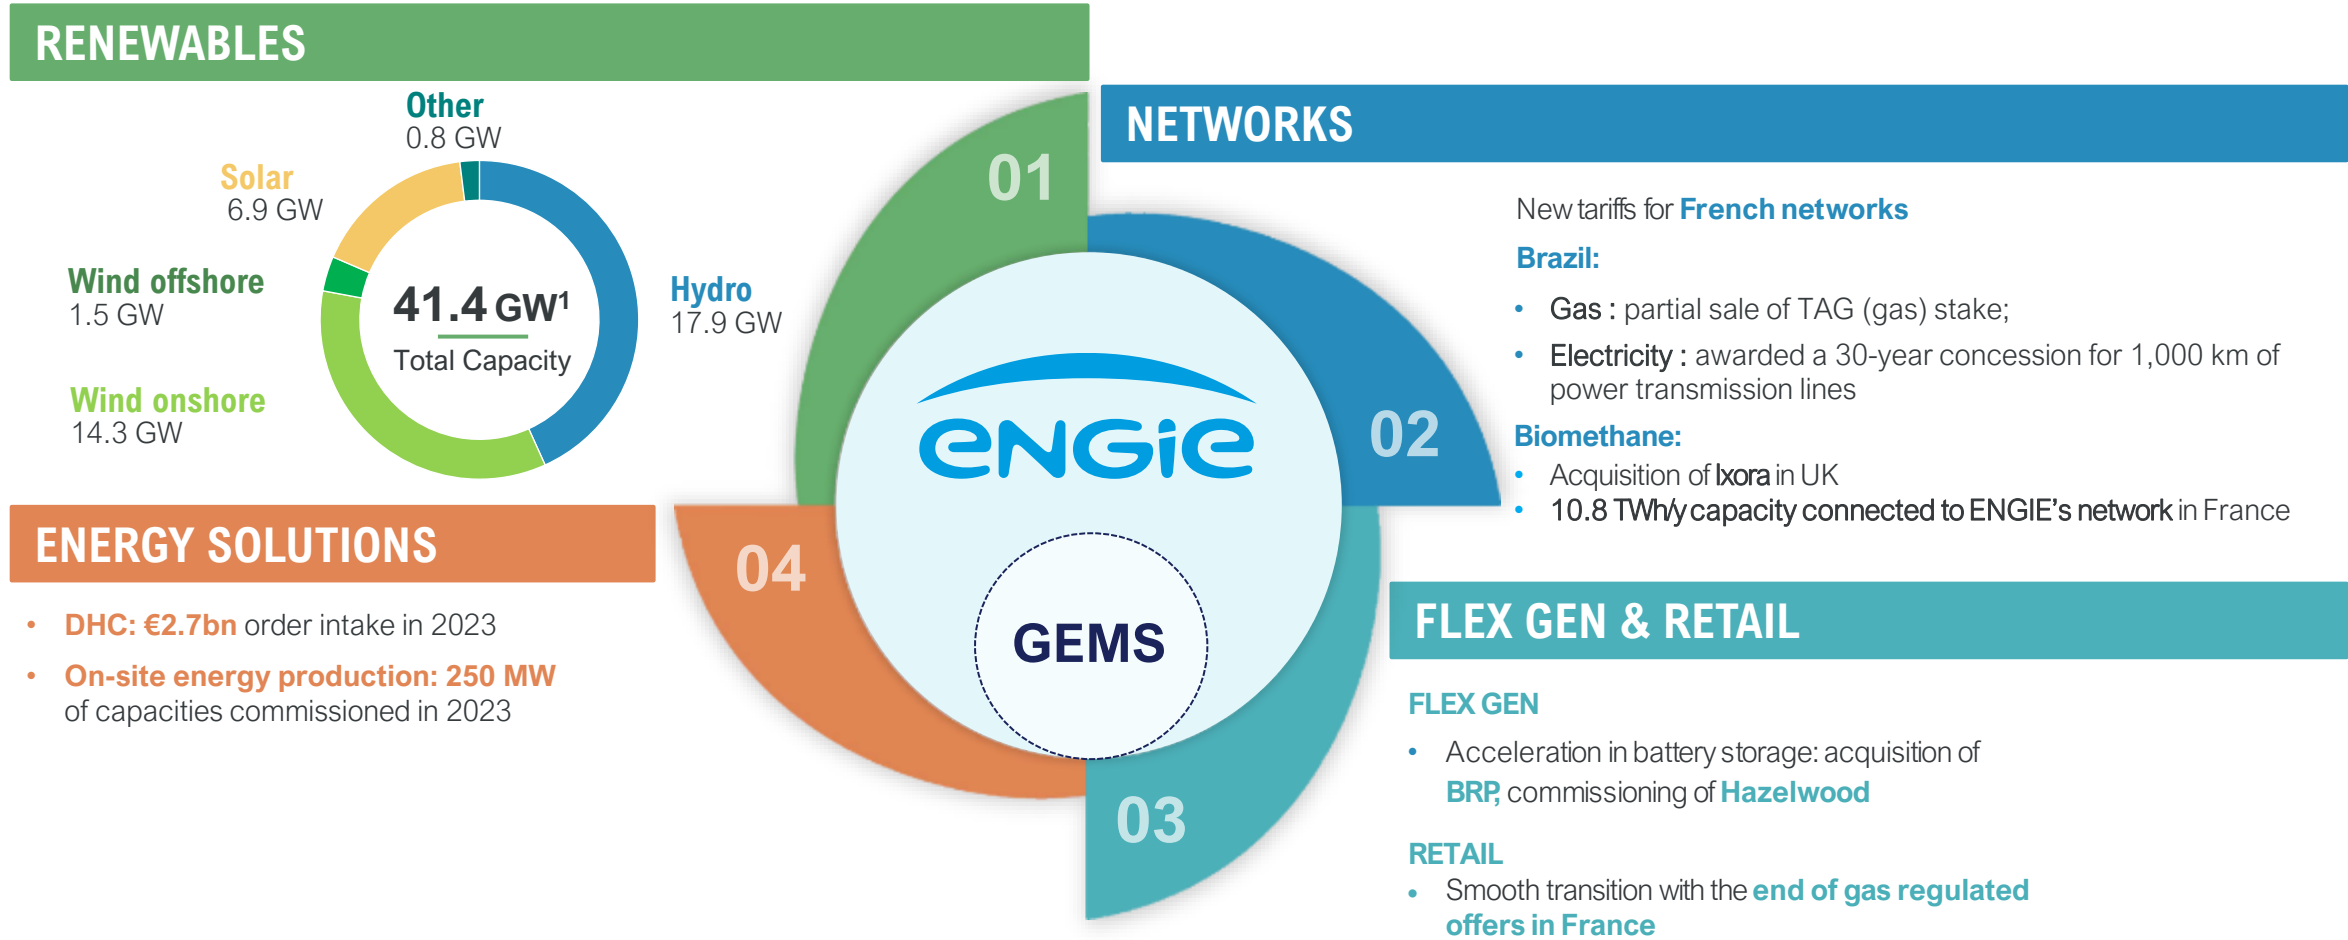 RENEWABLES
Other
0.8 GW
Solar
6.9 GW
Wind offshore
1.5 GW
Wind onshore
14.3 GW
41.4 GW¹
Total Capacity
Hydro
17.9 GW
01
NETWORKS
New tariffs for French networks
Brazil:
• Gas : partial sale of TAG (gas) stake;
• Electricity : awarded a 30-year concession for 1,000 km of
power transmission lines
Biomethane:
• Acquisition of Ixora in UK
• 10.8 TWh/y capacity connected to ENGIE's network in France
02
ENGIE
GEMS
ENERGY SOLUTIONS
• DHC: €2.7bn order intake in 2023
• On-site energy production: 250 MW
of capacities commissioned in 2023
04
03
FLEX GEN & RETAIL
FLEX GEN
• Acceleration in battery storage: acquisition of
BRP, commissioning of Hazelwood
RETAIL
• Smooth transition with the end of gas regulated
offers in France